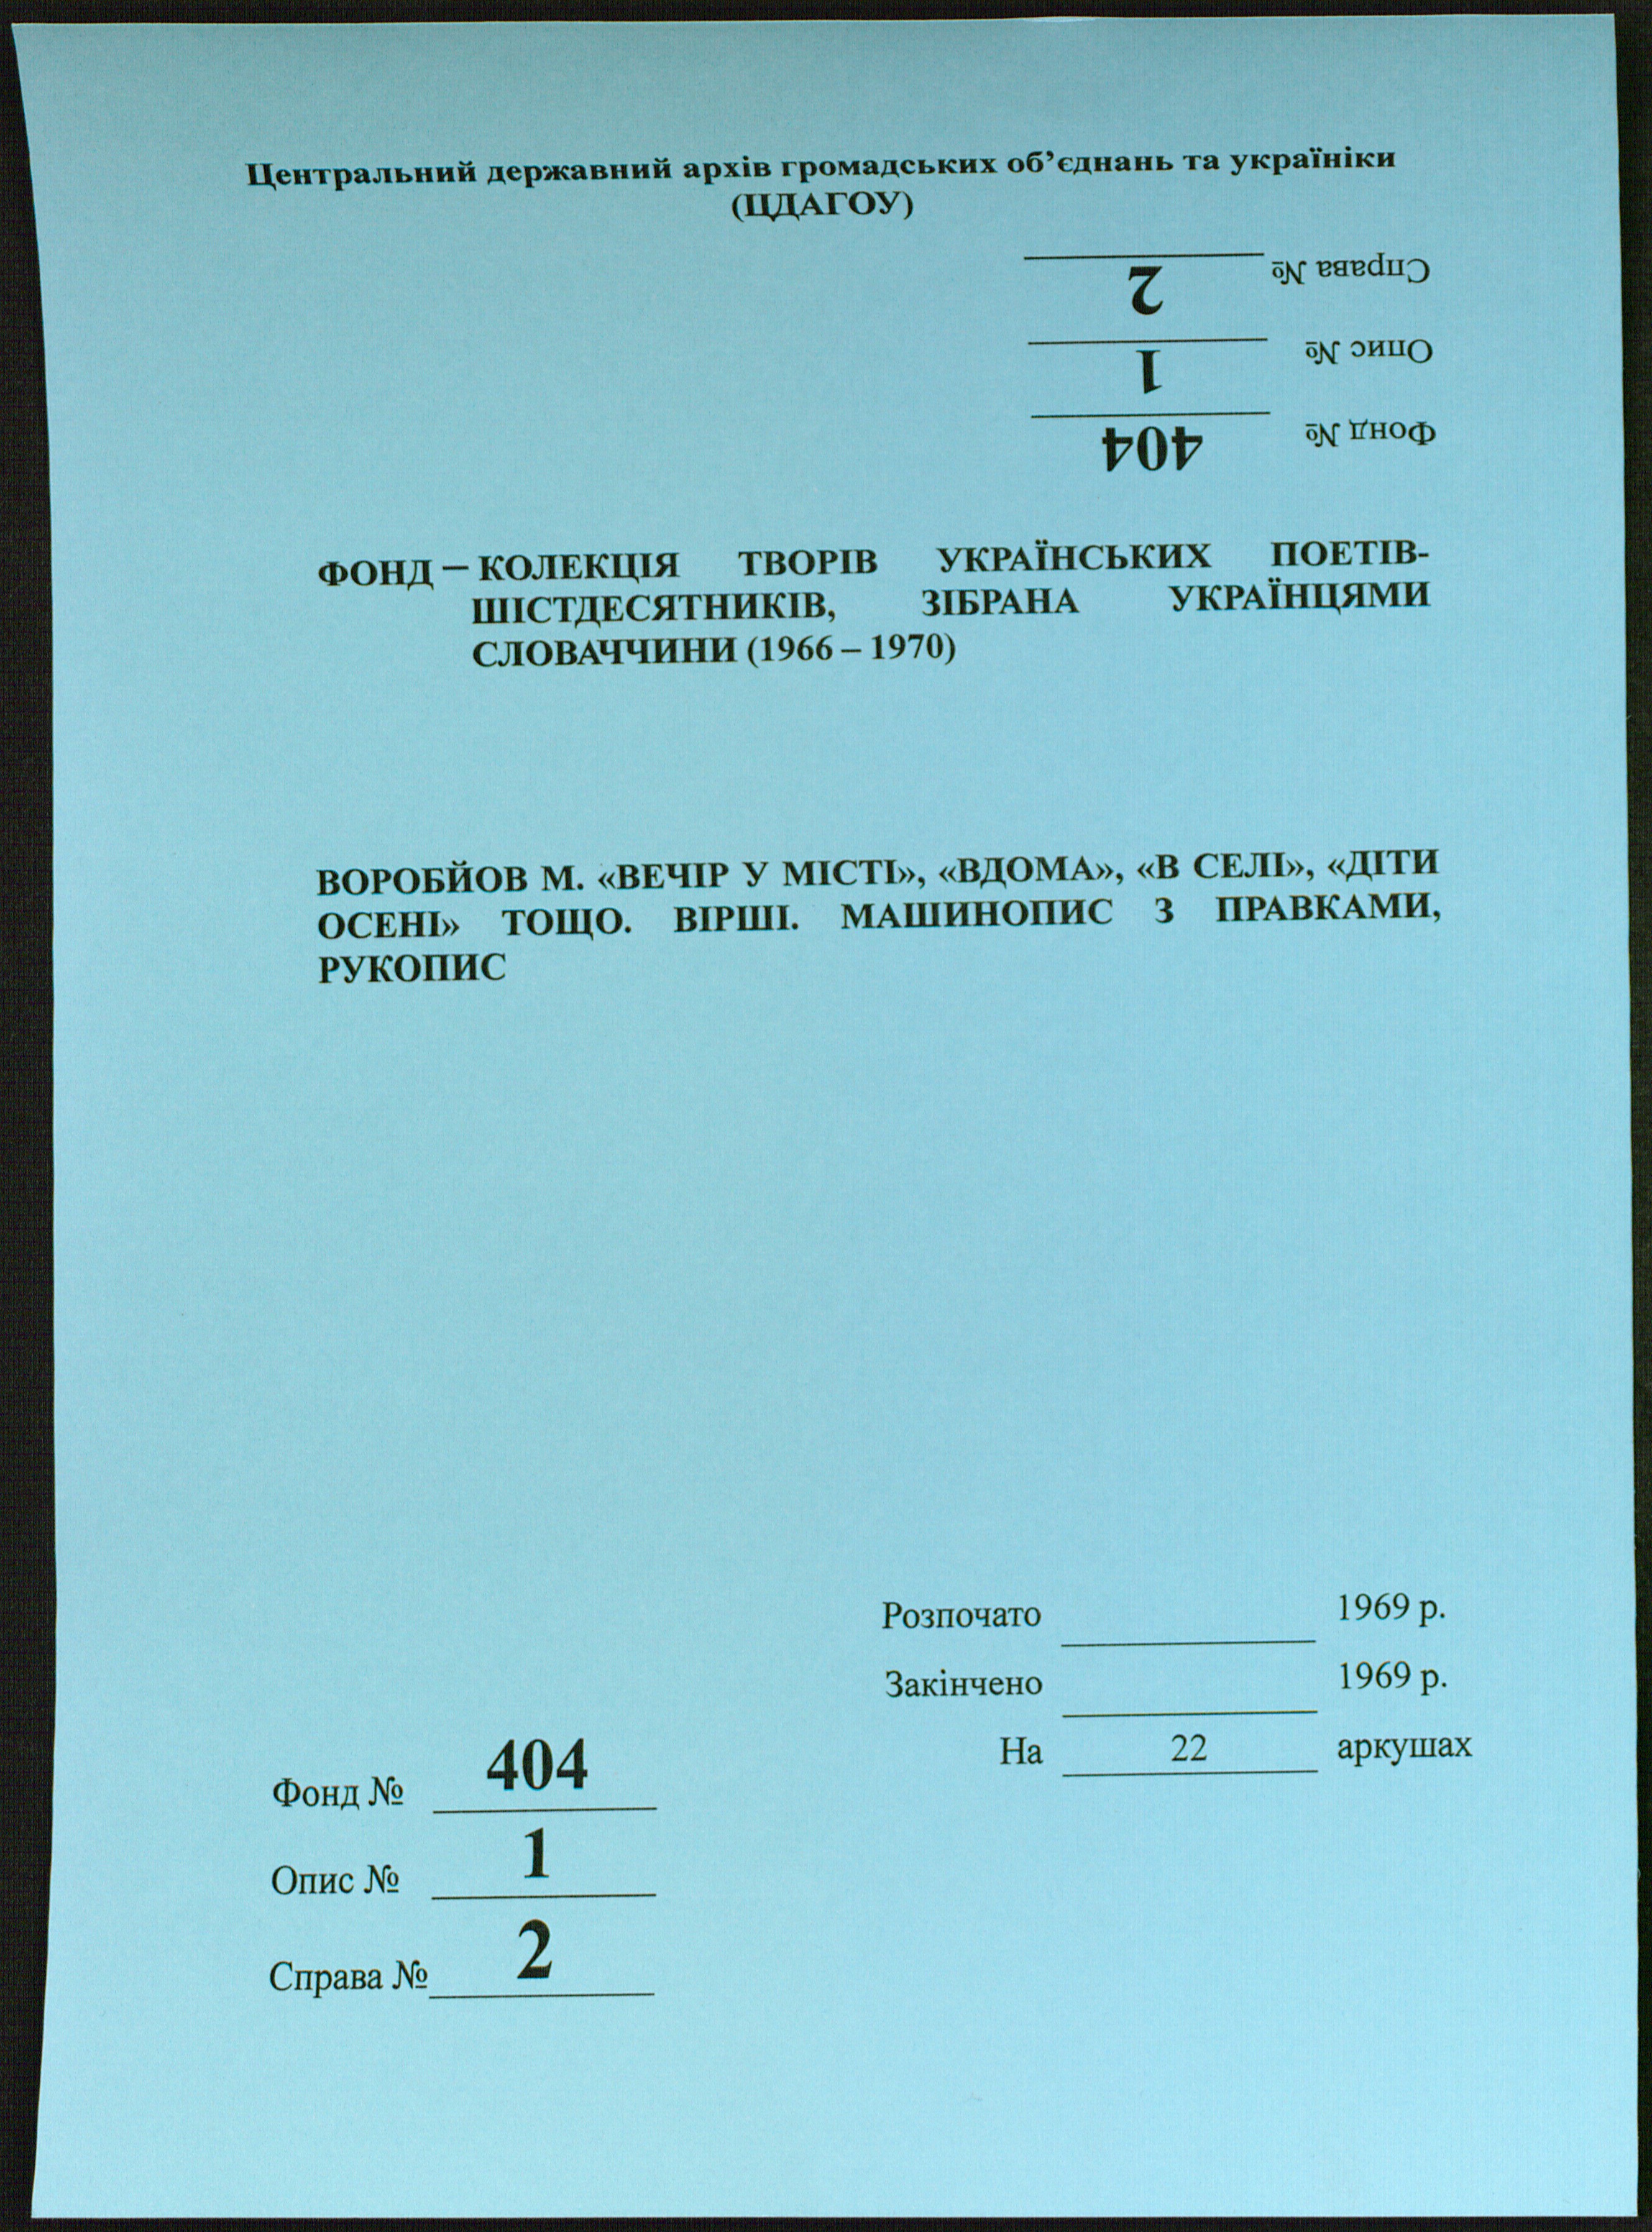 Центральний державний архів громадських об’єднань та україніки
(ЦДАГОУ)
Справа № 2
Опис № 1
Фонд № 404
ФОНД – КОЛЕКЦІЯ ТВОРІВ УКРАЇНСЬКИХ ПОЕТІВ-
ШІСТДЕСЯТНИКІВ, ЗІБРАНА УКРАЇНЦЯМИ
СЛОВАЧЧИНИ (1966 – 1970)
ВОРОБЙОВ М. «ВЕЧІР У МІСТІ», «ВДОМА», «В СЕЛІ», «ДІТИ
ОСЕНІ» ТОЩО. ВІРШІ. МАШИНОПИС З ПРАВКАМИ,
РУКОПИС
Розпочато 1969 р.
Закінчено 1969 р.
На 22 аркушах
Фонд № 404
Опис № 1
Справа № 2